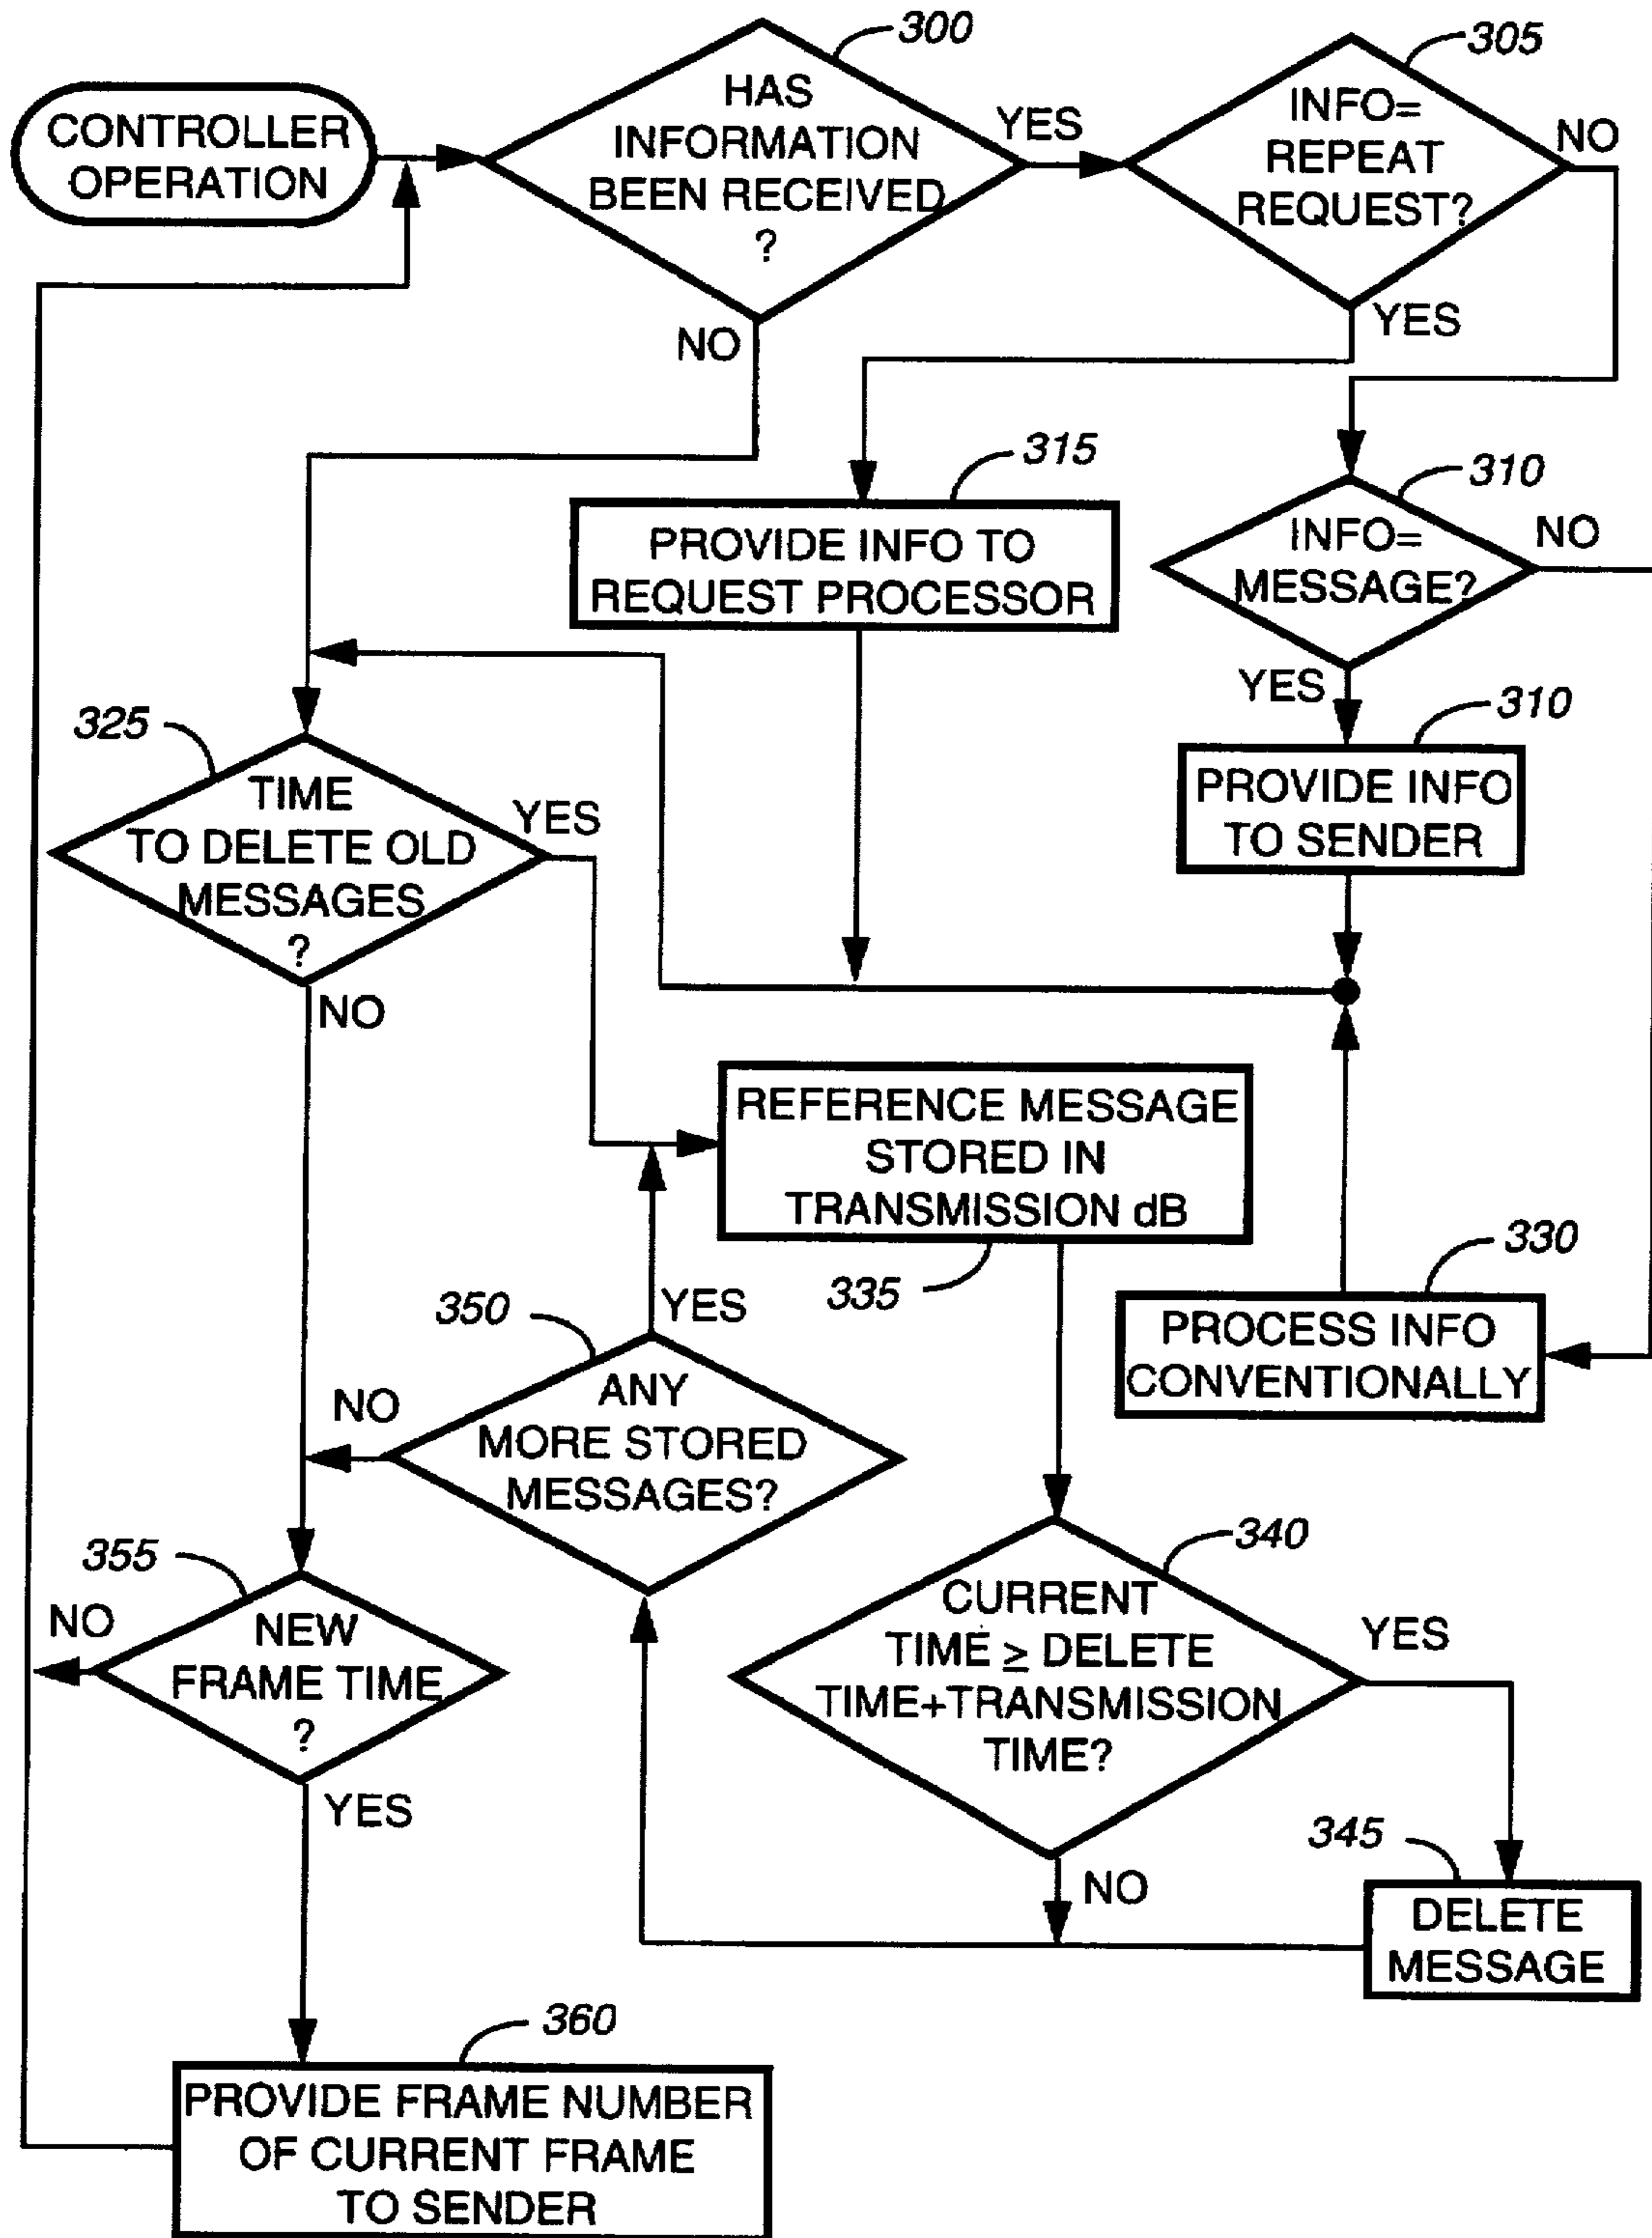 CONTROLLER
OPERATION
300
HAS
INFORMATION
BEEN RECEIVED
?
YES
NO
305
INFO=
REPEAT
REQUEST?
NO
YES
315
PROVIDE INFO TO
REQUEST PROCESSOR
310
INFO=
MESSAGE?
NO
YES
310
PROVIDE INFO
TO SENDER
325
TIME
TO DELETE OLD
MESSAGES
?
YES
NO
REFERENCE MESSAGE
STORED IN
TRANSMISSION dB
335
330
PROCESS INFO
CONVENTIONALLY
350
YES
ANY
MORE STORED
MESSAGES?
NO
340
CURRENT
TIME ≥ DELETE
TIME+TRANSMISSION
TIME?
YES
NO
345
DELETE
MESSAGE
355
NO
NEW
FRAME TIME
?
YES
360
PROVIDE FRAME NUMBER
OF CURRENT FRAME
TO SENDER